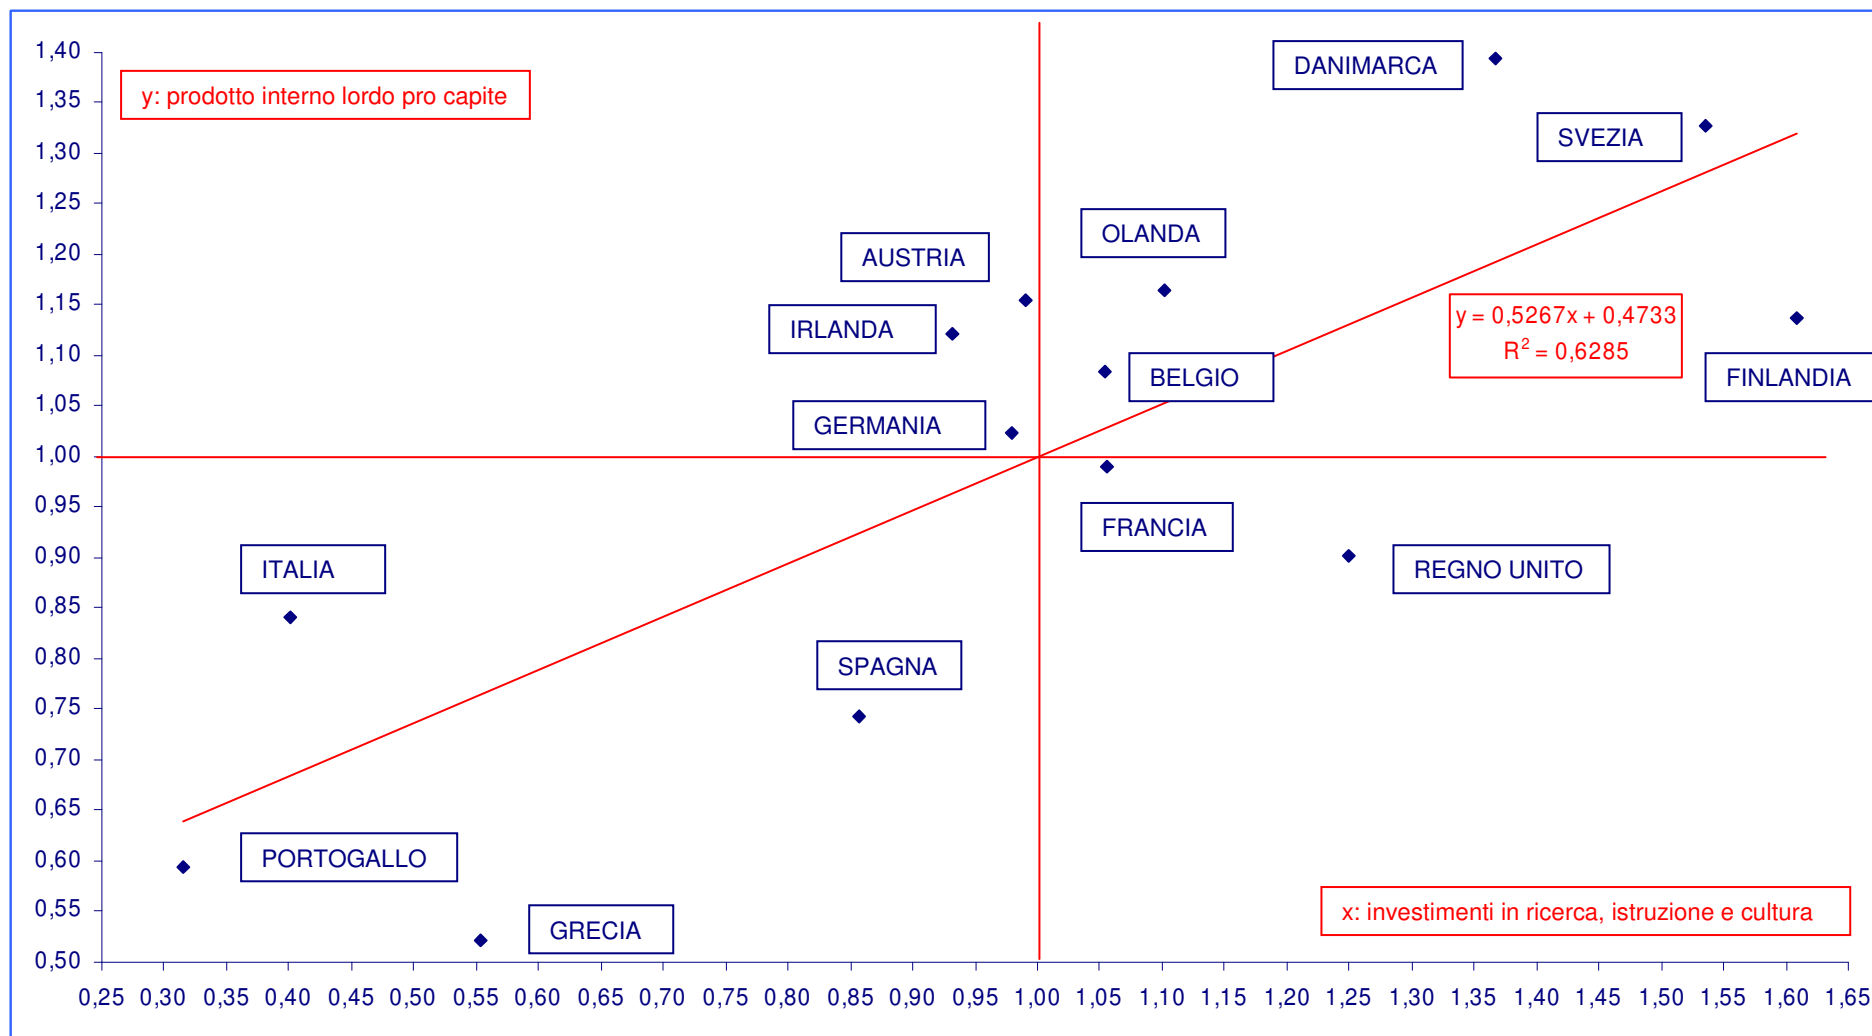 1,40
1,35
1,30
1,25
1,20
1,15
1,10
1,05
1,00
0,95
0,90
0,85
0,80
0,75
0,70
0,65
0,60
0,55
0,50
y: prodotto interno lordo pro capite
DANIMARCA
SVEZIA
OLANDA
AUSTRIA
IRLANDA
y = 0,5267x + 0,4733
R² = 0,6285
BELGIO
FINLANDIA
GERMANIA
FRANCIA
ITALIA
REGNO UNITO
SPAGNA
PORTOGALLO
x: investimenti in ricerca, istruzione e cultura
GRECIA
0,25 0,30 0,35 0,40 0,45 0,50 0,55 0,60 0,65 0,70 0,75 0,80 0,85 0,90 0,95 1,00 1,05 1,10 1,15 1,20 1,25 1,30 1,35 1,40 1,45 1,50 1,55 1,60 1,65